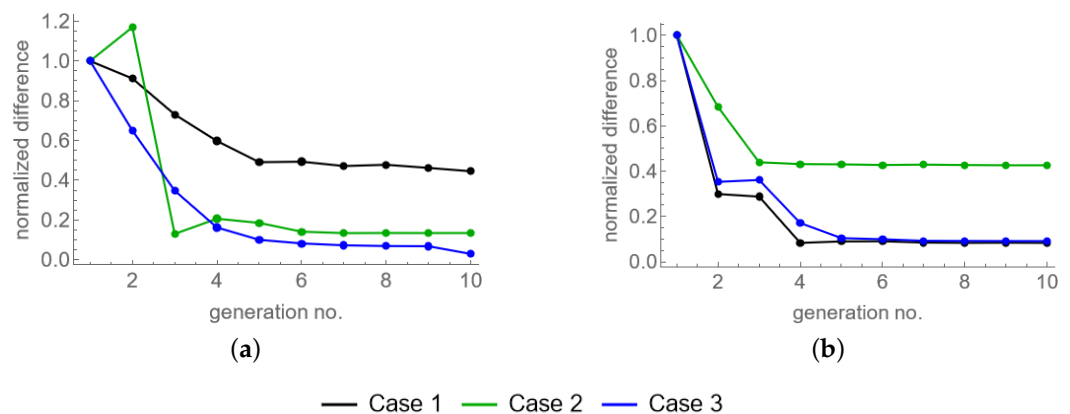 normalized difference
1.2
1.0
0.8
0.6
0.4
0.2
0.0
2 4 6 8 10
generation no.
(a)
normalized difference
1.0
0.8
0.6
0.4
0.2
0.0
2 4 6 8 10
generation no.
(b)
Case 1 Case 2 Case 3